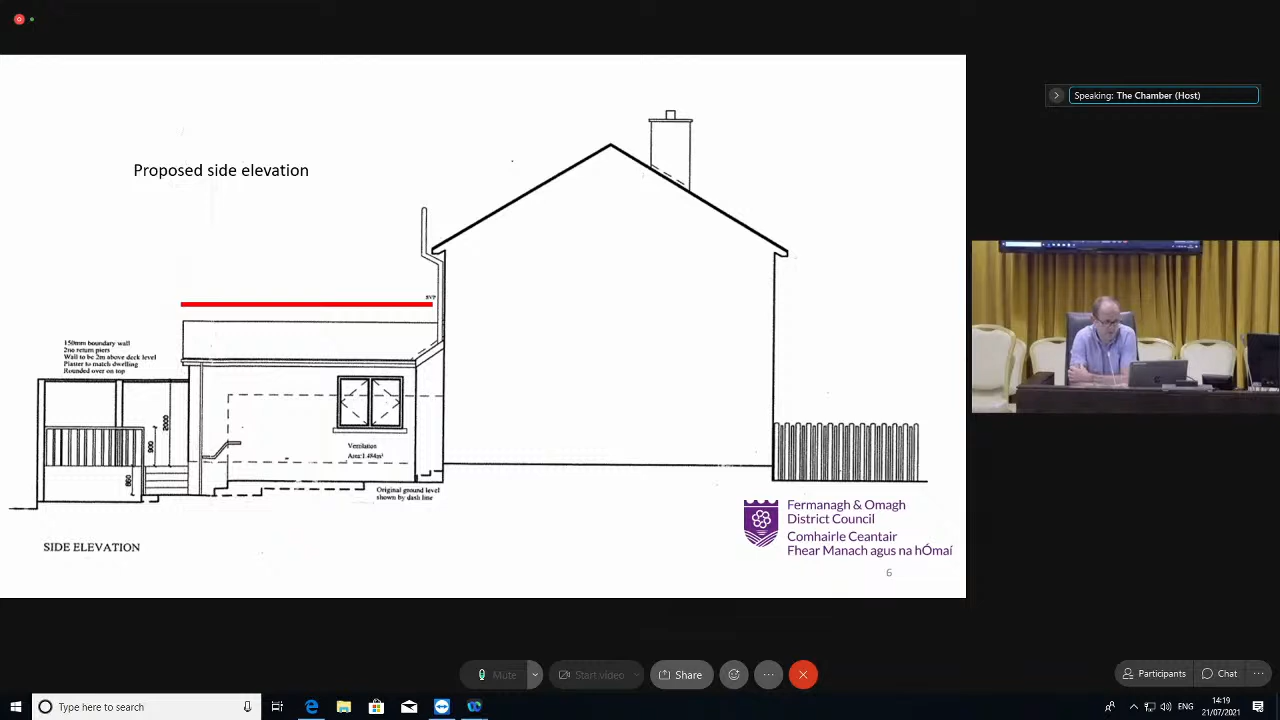 Speaking: The Chamber (Host)
Proposed side elevation
SVP
150mm boundary wall
2no return piers
Wall to be 2m above deck level
Plaster to match dwelling
Rounded over on top
2000
900
Ventilation
Area:1.484m²
Original ground level
shown by dash line
SIDE ELEVATION
Fermanagh & Omagh
District Council
Comhairle Ceantair
Fhear Manach agus na hÓmaí
6
Mute
Start video
Share
Participants
Chat
Type here to search
14:19
21/07/2021